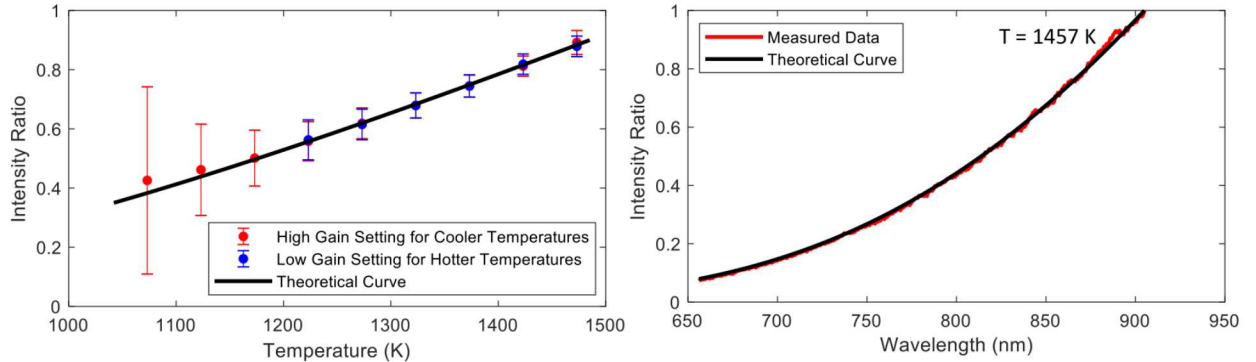 1
0.8
0.6
0.4
0.2
0
Intensity Ratio
1000
1100
1200
1300
1400
1500
Temperature (K)
High Gain Setting for Cooler Temperatures
Low Gain Setting for Hotter Temperatures
Theoretical Curve
1
0.8
0.6
0.4
0.2
0
Intensity Ratio
650
700
750
800
850
900
950
Wavelength (nm)
Measured Data
Theoretical Curve
T = 1457 K